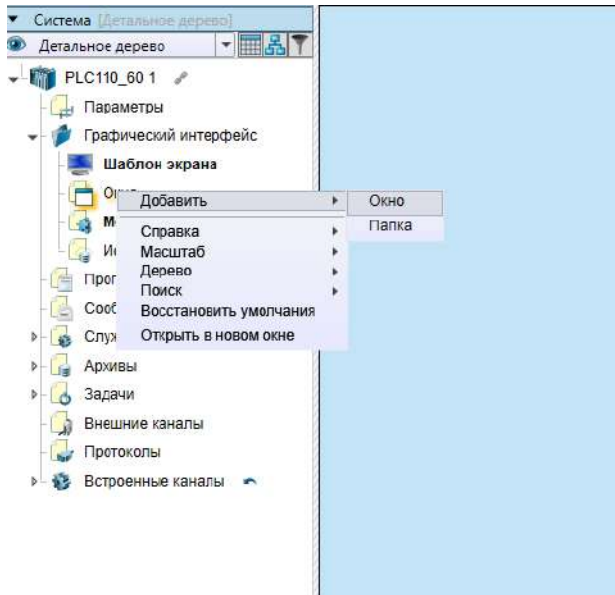 Система [Детальное дерево]
Детальное дерево
PLC110_60 1
Параметры
Графический интерфейс
Шаблон экрана
Добавить
Окно
Папка
Справка
Масштаб
Дерево
Поиск
Восстановить умолчания
Открыть в новом окне
Архивы
Задачи
Внешние каналы
Протоколы
Встроенные каналы